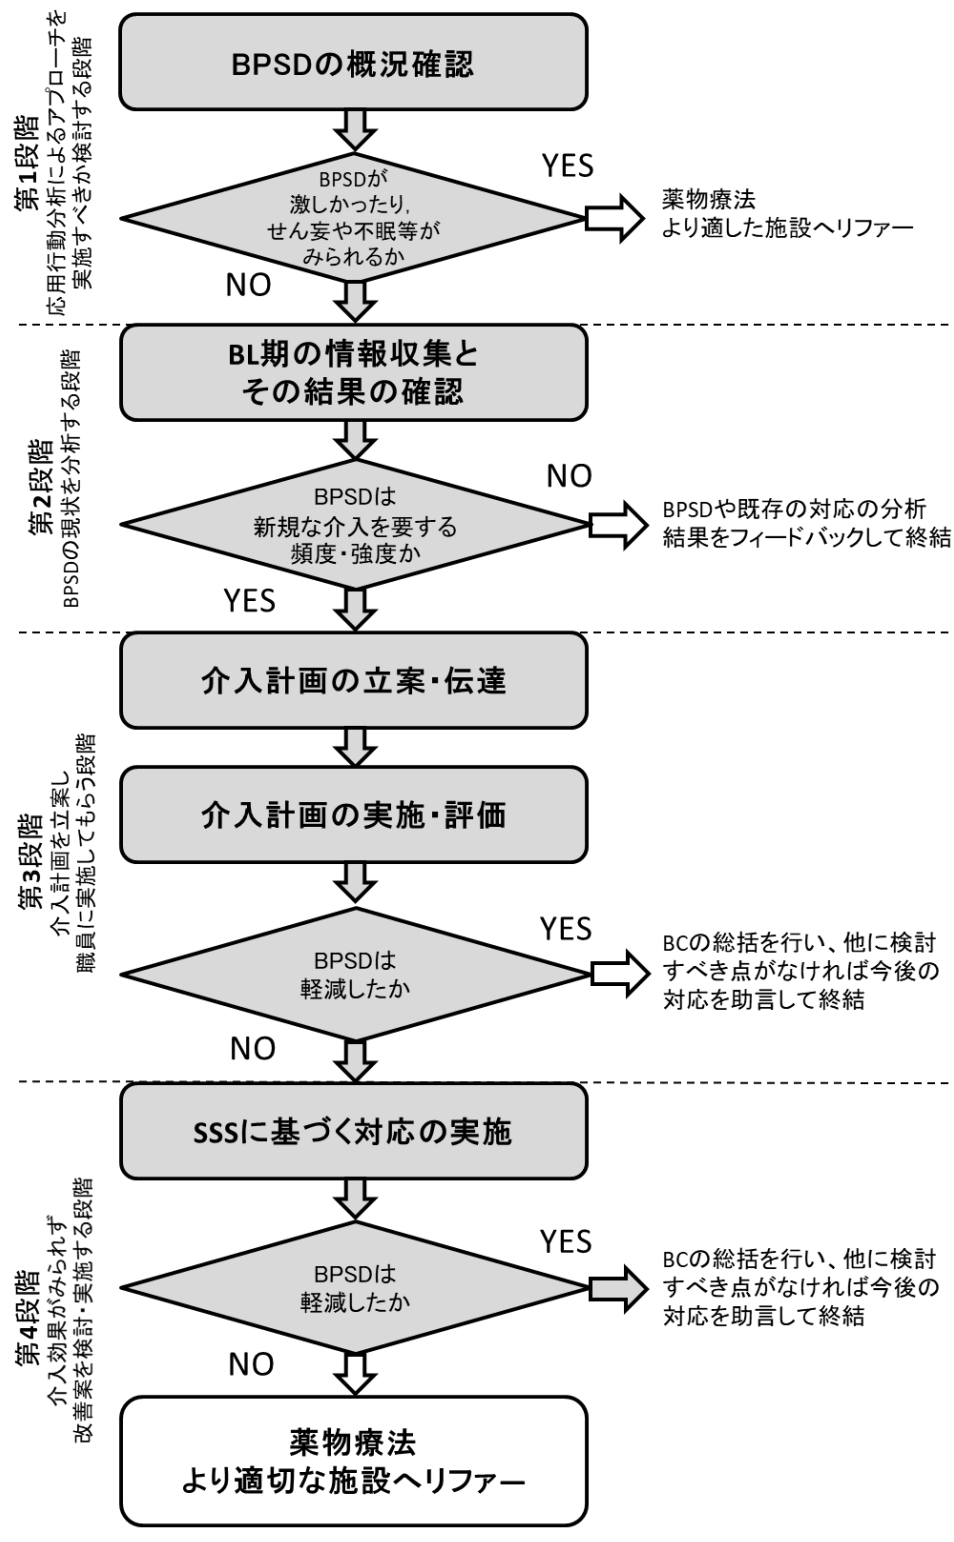 第1段階
応用行動分析によるアプローチを
実施すべきか検討する段階
BPSDの概況確認
BPSDが
激しかったり,
せん妄や不眠等が
みられるか
YES
薬物療法
より適した施設へリファー
NO
第2段階
BPSDの現状を分析する段階
BL期の情報収集と
その結果の確認
BPSDは
新規な介入を要する
頻度・強度か
NO
BPSDや既存の対応の分析
結果をフィードバックして終結
YES
第3段階
介入計画を立案し
職員に実施してもらう段階
介入計画の立案・伝達
介入計画の実施・評価
BPSDは
軽減したか
YES
BCの総括を行い、他に検討
すべき点がなければ今後の
対応を助言して終結
NO
第4段階
介入効果がみられず
改善案を検討・実施する段階
SSSに基づく対応の実施
BPSDは
軽減したか
YES
BCの総括を行い、他に検討
すべき点がなければ今後の
対応を助言して終結
NO
薬物療法
より適切な施設へリファー